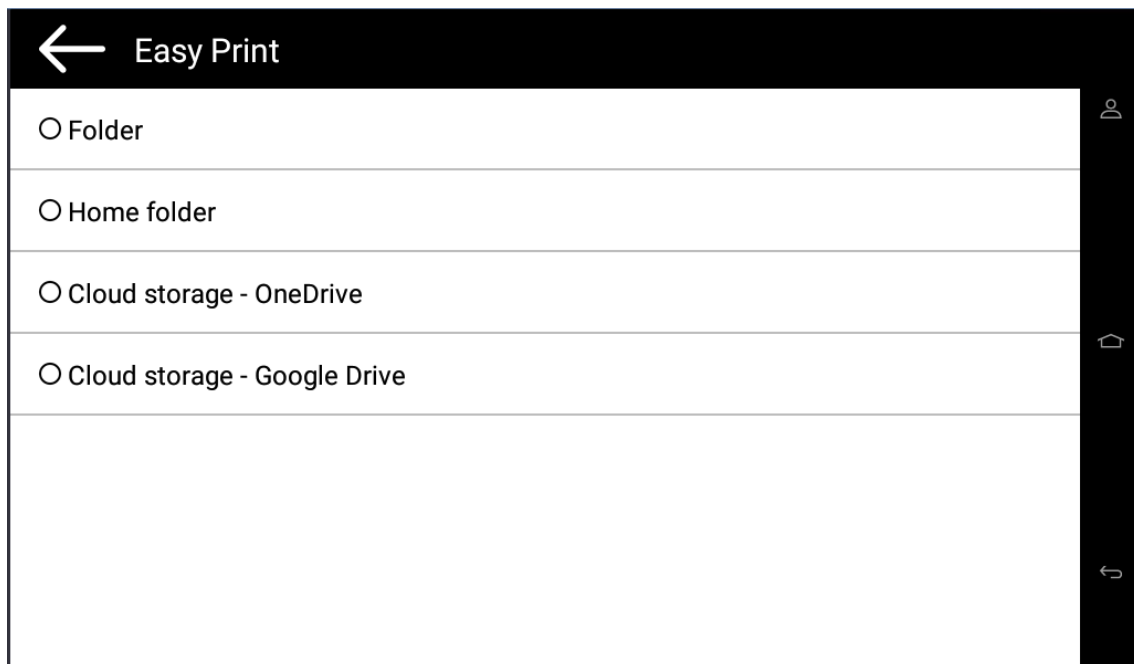 Easy Print
Folder
Home folder
Cloud storage - OneDrive
Cloud storage - Google Drive